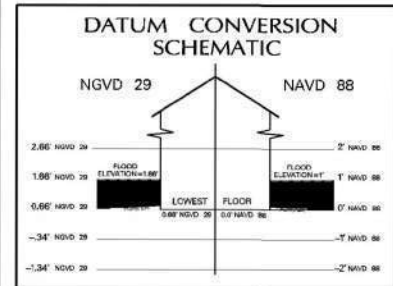 DATUM CONVERSION
SCHEMATIC
NGVD 29 NAVD 88
2.66' NGVD 29 2' NAVD 88
FLOOD
ELEVATION=1.66'
FLOOD
ELEVATION=1'
1.66' NGVD 29 1' NAVD 88
LOWEST FLOOR
0.66' NGVD 29 0.0' NAVD 88
0.66' NGVD 29 0' NAVD 88
-.34' NGVD 29 -1' NAVD 88
-1.34' NGVD 29 -2' NAVD 88